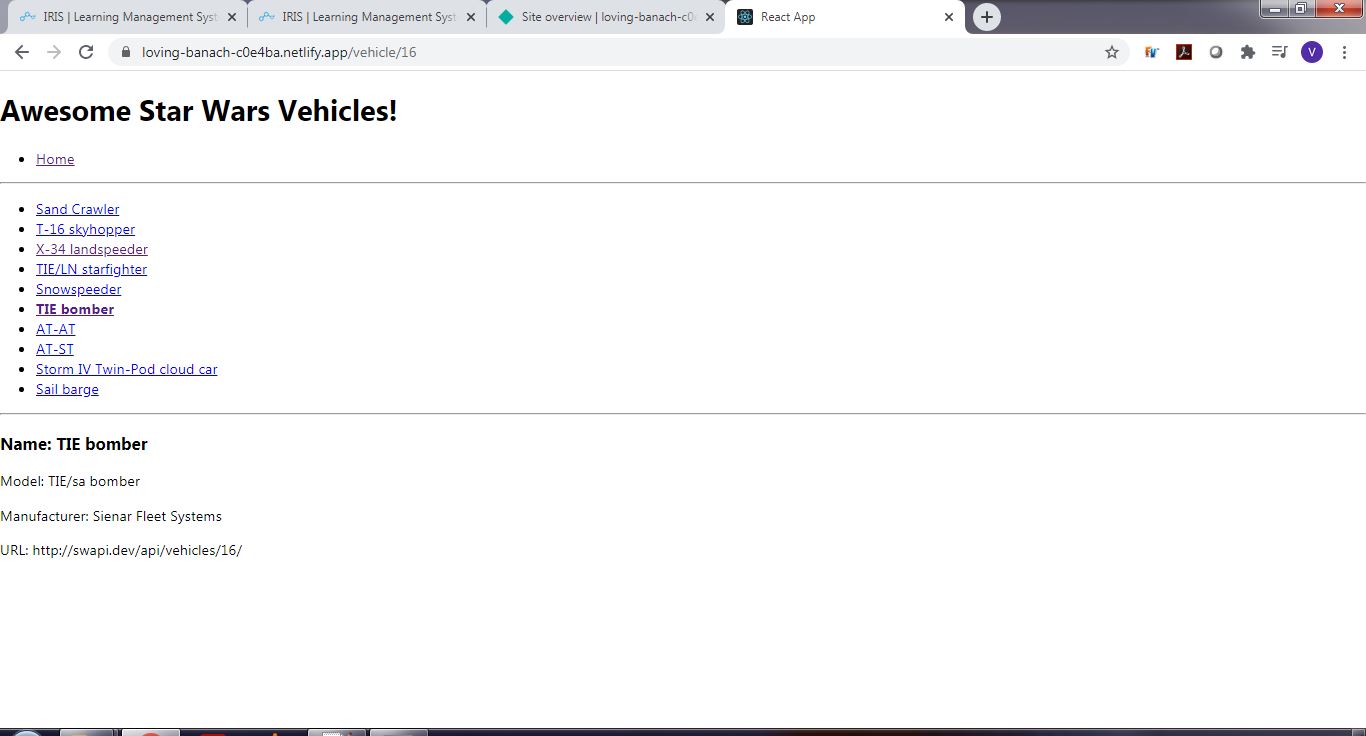 IRIS | Learning Management Syst
IRIS | Learning Management Syst
Site overview | loving-banach-c0e
React App
loving-banach-c0e4ba.netlify.app/vehicle/16
V
Awesome Star Wars Vehicles!
Home
Sand Crawler
T-16 skyhopper
X-34 landspeeder
TIE/LN starfighter
Snowspeeder
TIE bomber
AT-AT
AT-ST
Storm IV Twin-Pod cloud car
Sail barge
Name: TIE bomber
Model: TIE/sa bomber
Manufacturer: Sienar Fleet Systems
URL: http://swapi.dev/api/vehicles/16/